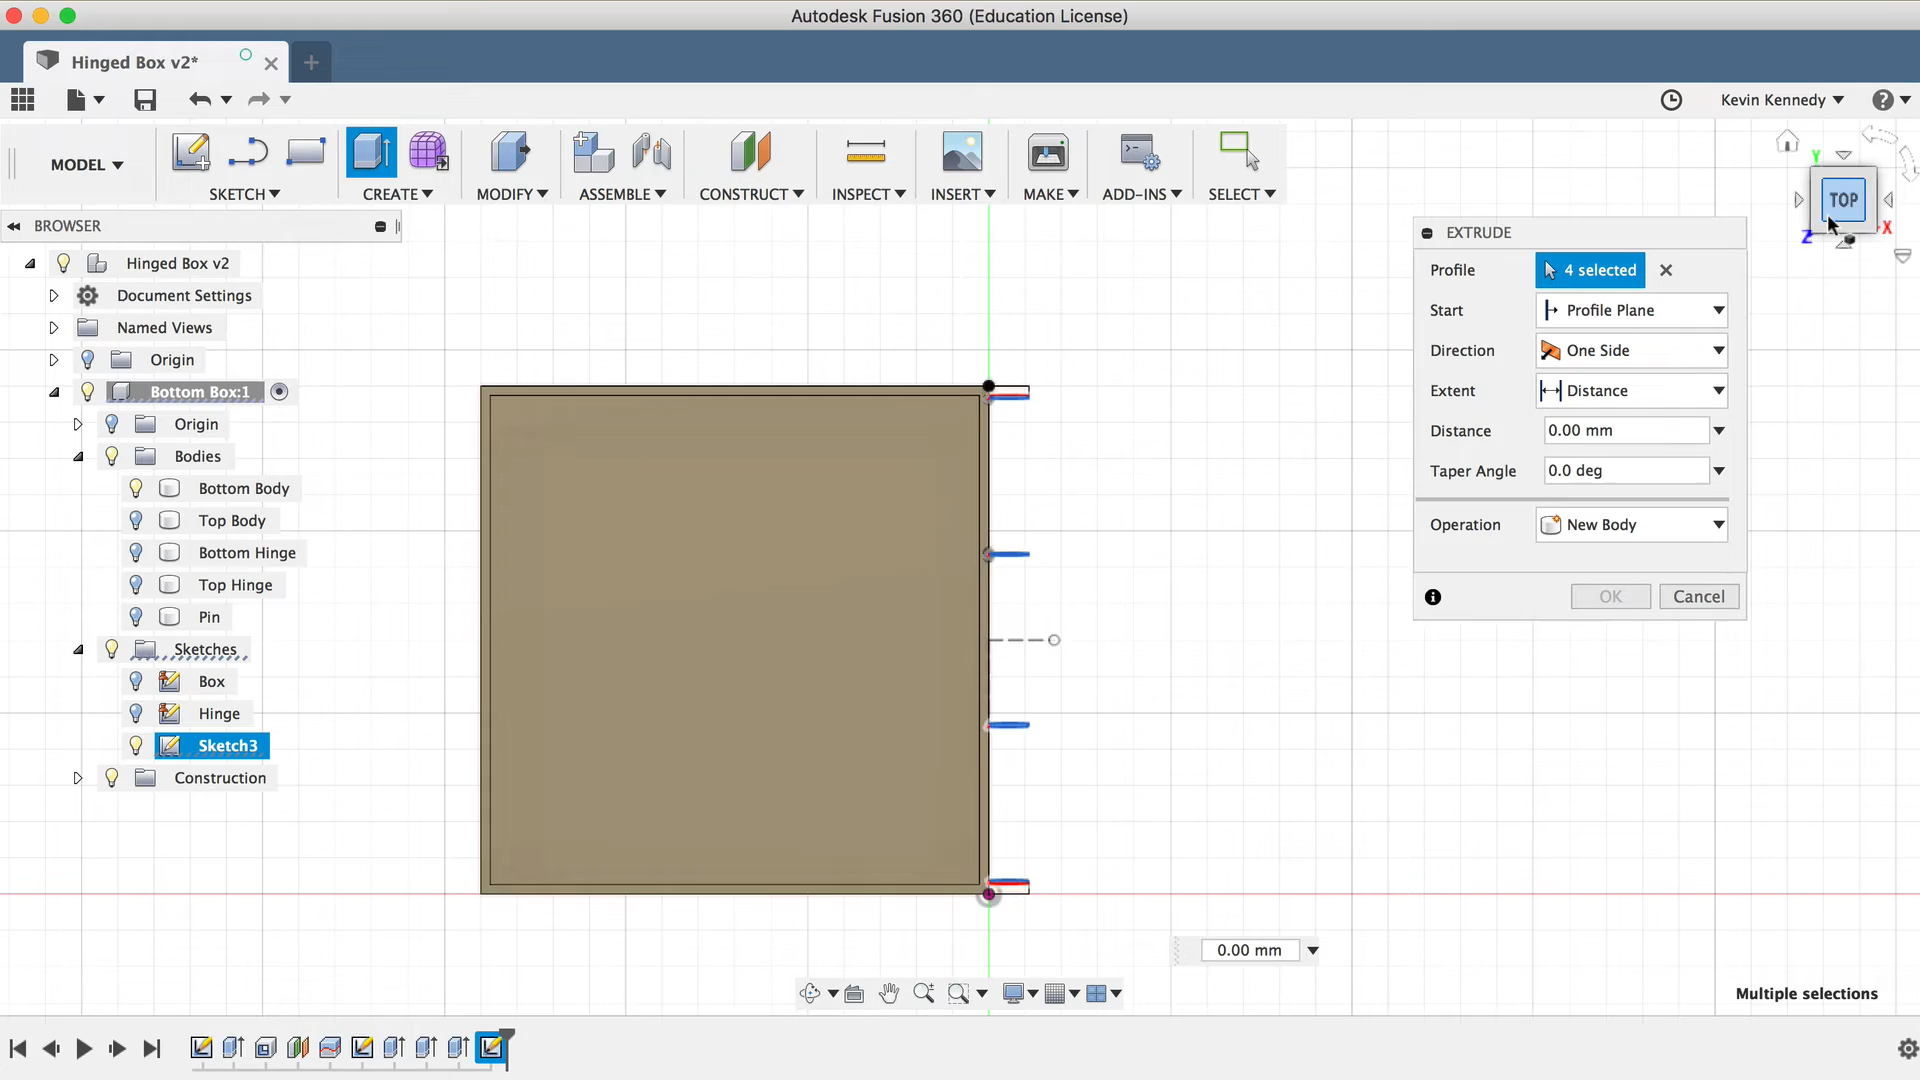 Autodesk Fusion 360 (Education License)
Hinged Box v2*
Kevin Kennedy
MODEL
SKETCH
CREATE
MODIFY
ASSEMBLE
CONSTRUCT
INSPECT
INSERT
MAKE
ADD-INS
SELECT
BROWSER
Hinged Box v2
Document Settings
Named Views
Origin
Bottom Box:1
Origin
Bodies
Bottom Body
Top Body
Bottom Hinge
Top Hinge
Pin
Sketches
Box
Hinge
Sketch3
Construction
Y
TOP
Z
X
EXTRUDE
Profile 4 selected
Start Profile Plane
Direction One Side
Extent Distance
Distance 0.00 mm
Taper Angle 0.0 deg
Operation New Body
OK Cancel
0.00 mm
Multiple selections